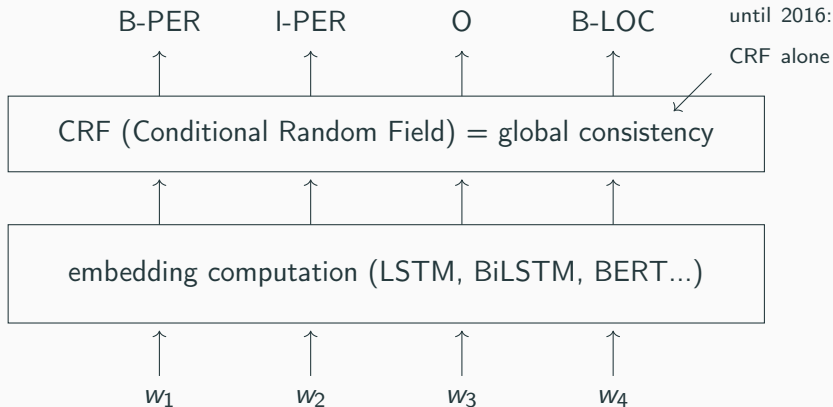 B-PER I-PER O B-LOC
until 2016:
CRF alone
CRF (Conditional Random Field) = global consistency
embedding computation (LSTM, BiLSTM, BERT...)
w1 w2 w3 w4